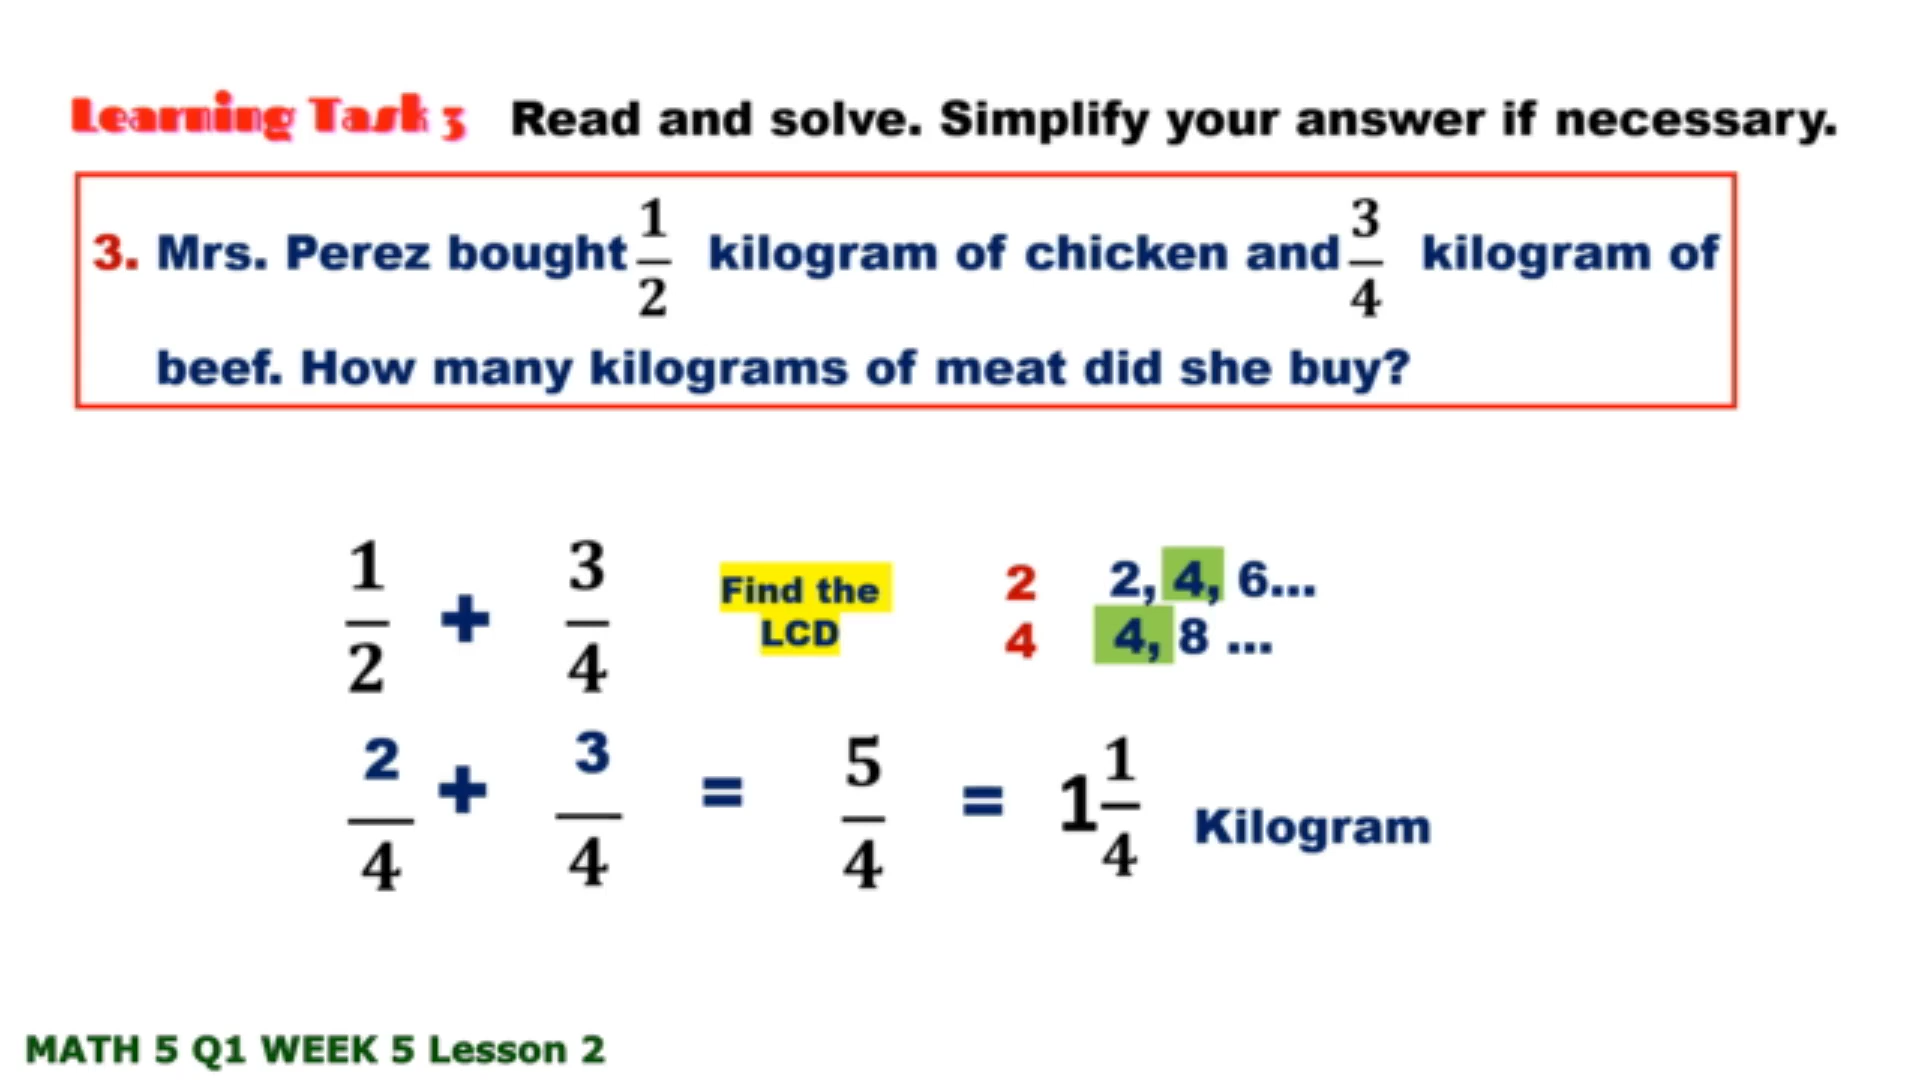 Learning Task 3 Read and solve. Simplify your answer if necessary.
3. Mrs. Perez bought 1/2 kilogram of chicken and 3/4 kilogram of
beef. How many kilograms of meat did she buy?
1/2 + 3/4
Find the
LCD
2 2, 4, 6...
4 4, 8 ...
2/4 + 3/4 = 5/4 = 1 1/4 Kilogram
MATH 5 Q1 WEEK 5 Lesson 2